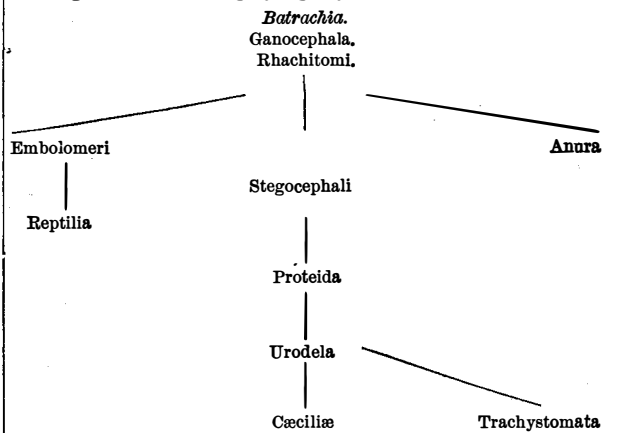 Batrachia.
Ganocephala.
Rhachitomi.
Embolomeri
Anura
Stegocephali
Reptilia
Proteida
Urodela
Cæciliæ
Trachystomata